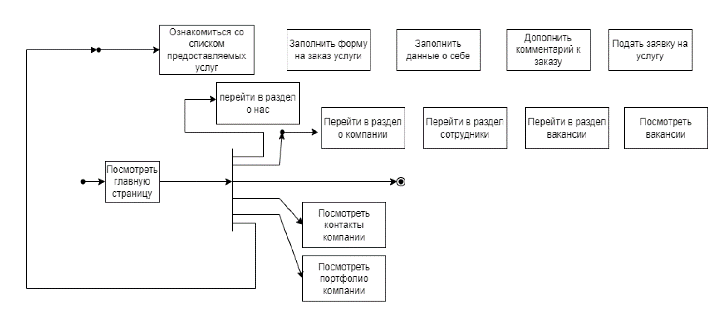 Ознакомиться со
списком
предоставляемых
услуг
Заполнить форму
на заказ услуги
Заполнить
данные о себе
Дополнить
комментарий к
заказу
Подать заявку на
услугу
перейти в раздел
о нас
Перейти в раздел
о компании
Перейти в раздел
сотрудники
Перейти в раздел
вакансии
Посмотреть
вакансии
Посмотреть
главную
страницу
Посмотреть
контакты
компании
Посмотреть
портфолио
компании